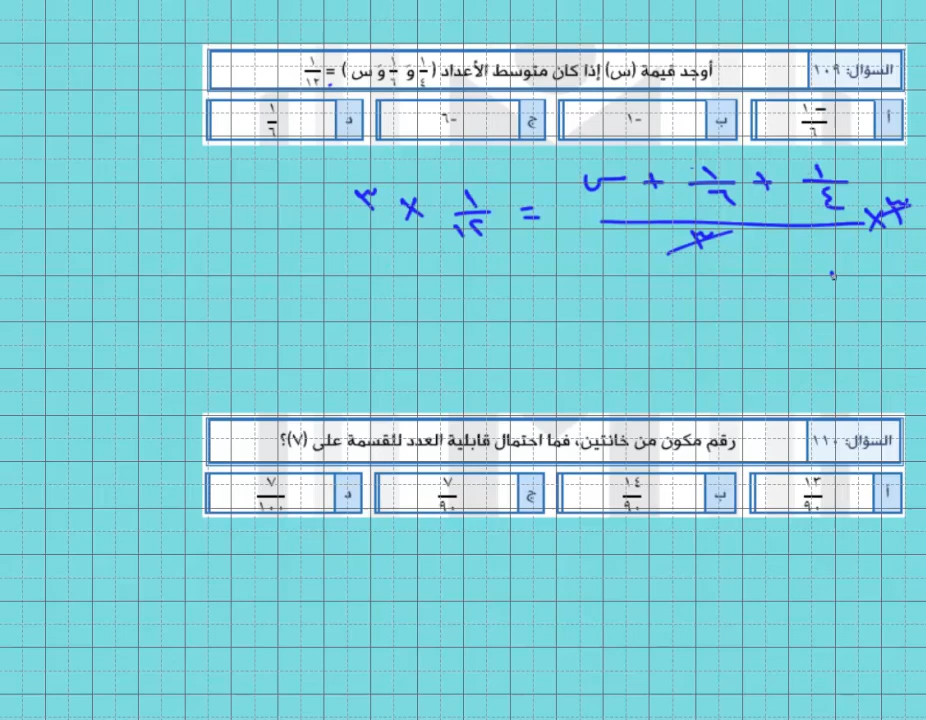 السؤال: ١٠٩ أوجد قيمة (س) إذا كان متوسط الأعداد ( ١/٤ وَ ١/٦ وَ س ) = ١/١٢
أ -١/٦ ب -١ ج -٦ د ١/٦
٣ × (١/٤ + ١/٦ + س)/٣ = ١/١٢ × ٣
السؤال: ١١٠ رقم مكون من خانتين، فما احتمال قابلية العدد للقسمة على (٧)؟
أ ١٣/٩٠ ب ١٤/٩٠ ج ٧/٩٠ د ٧/١٠٠